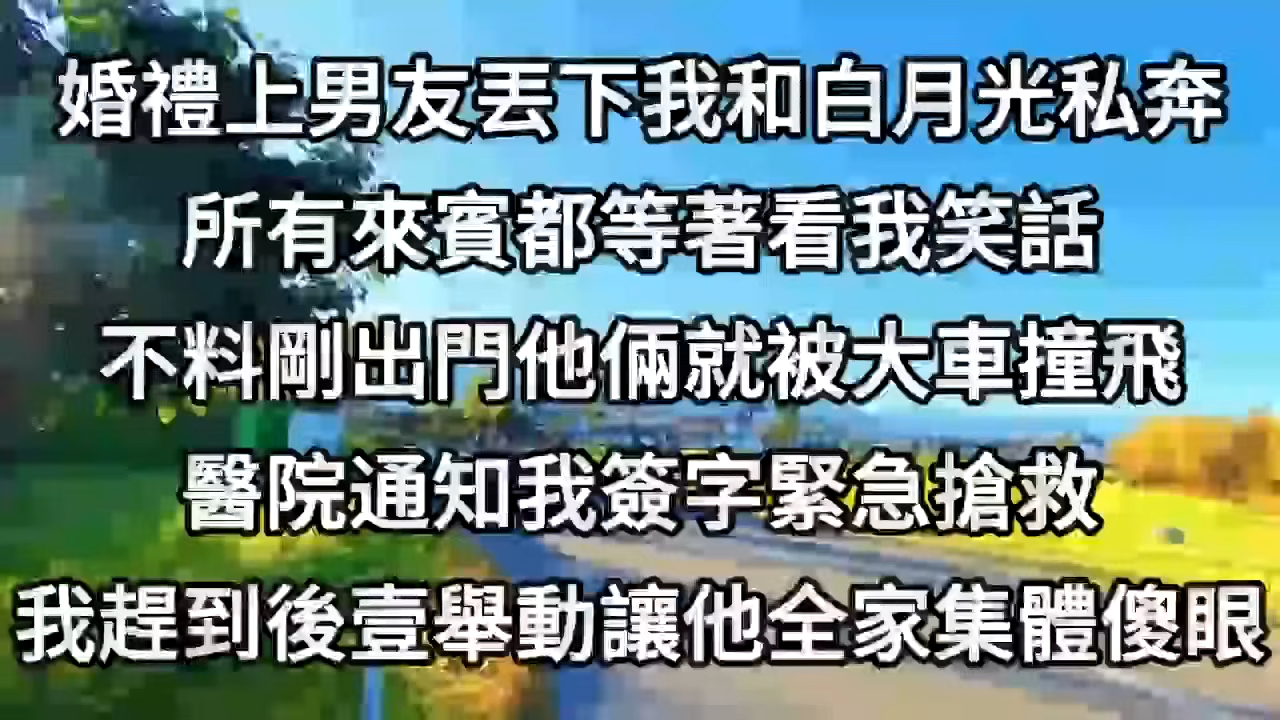 婚禮上男友丟下我和白月光私奔
所有來賓都等著看我笑話
不料剛出門他倆就被大車撞飛
醫院通知我簽字緊急搶救
我趕到後壹舉動讓他全家集體傻眼